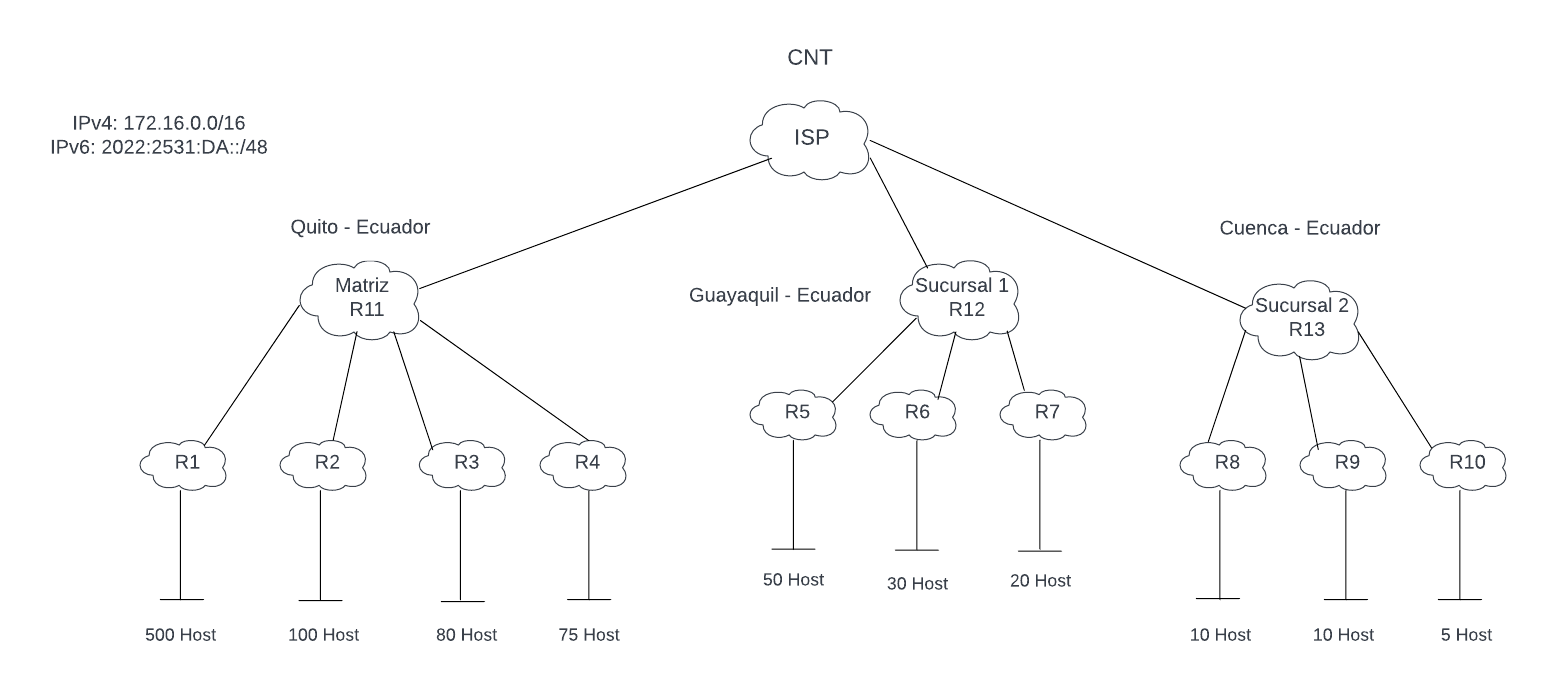 CNT
IPv4: 172.16.0.0/16
IPv6: 2022:2531:DA::/48
ISP
Quito - Ecuador
Cuenca - Ecuador
Matriz
R11
Guayaquil - Ecuador
Sucursal 1
R12
Sucursal 2
R13
R5
R6
R7
R1
R2
R3
R4
R8
R9
R10
50 Host
30 Host
20 Host
500 Host
100 Host
80 Host
75 Host
10 Host
10 Host
5 Host